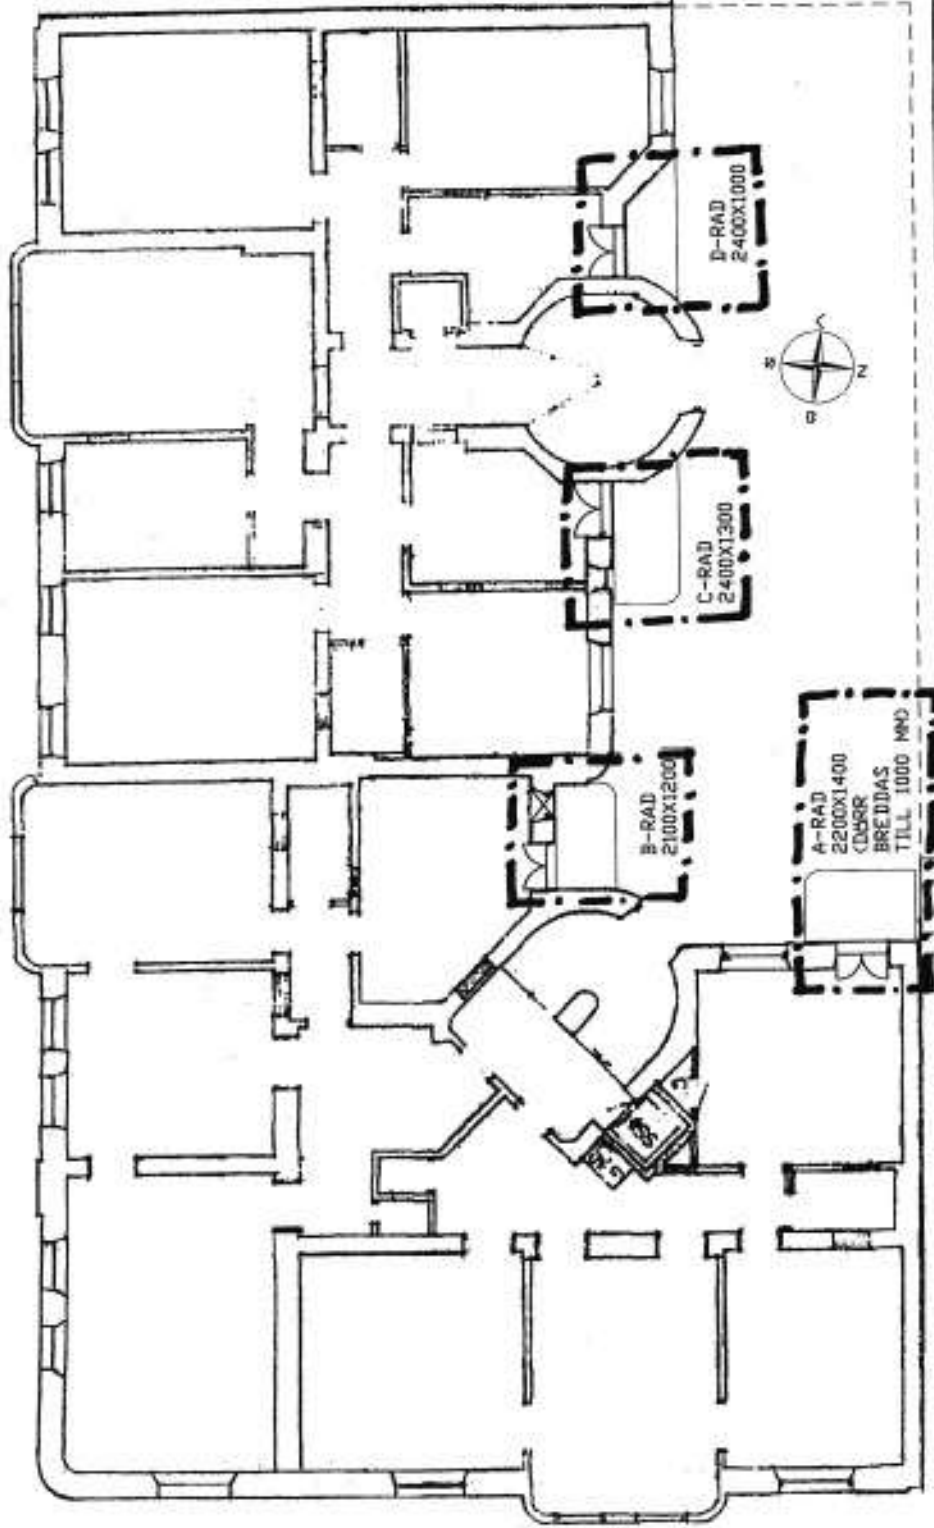 D-RAD
2400X1000
C-RAD
2400X1300
B-RAD
2100X1200
A-RAD
2200X1400
(DÖRR
BREDDAS
TILL 1000 MM)
N